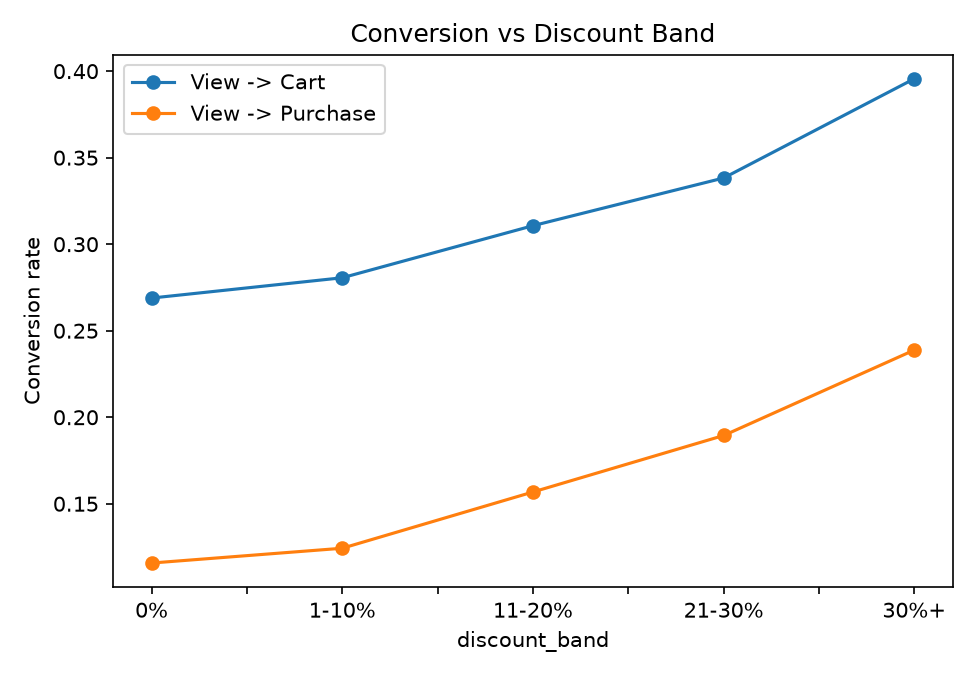 Conversion vs Discount Band
View -> Cart
View -> Purchase
Conversion rate
0.40
0.35
0.30
0.25
0.20
0.15
0% 1-10% 11-20% 21-30% 30%+
discount_band